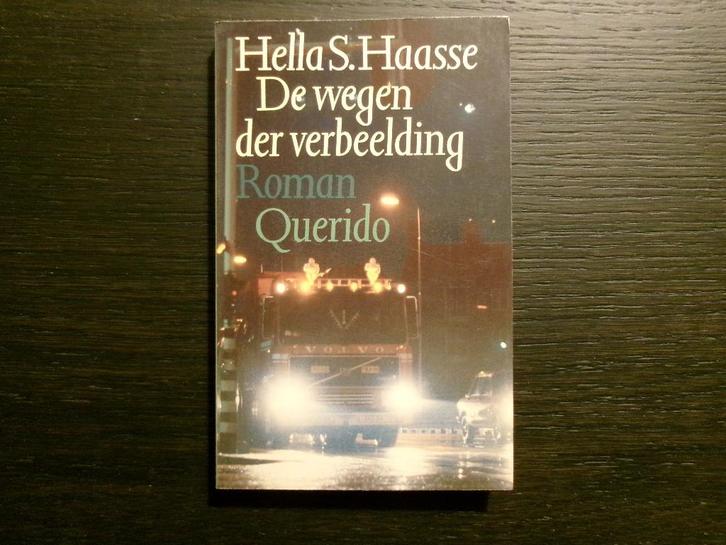 Hella S. Haasse
De wegen
der verbeelding
Roman
Querido
VOLVO